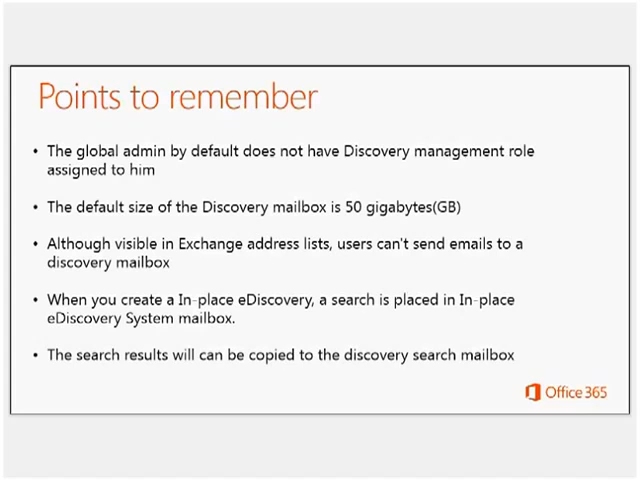 Points to remember
• The global admin by default does not have Discovery management role
assigned to him
• The default size of the Discovery mailbox is 50 gigabytes(GB)
• Although visible in Exchange address lists, users can't send emails to a
discovery mailbox
• When you create a In-place eDiscovery, a search is placed in In-place
eDiscovery System mailbox.
• The search results will can be copied to the discovery search mailbox
Office 365